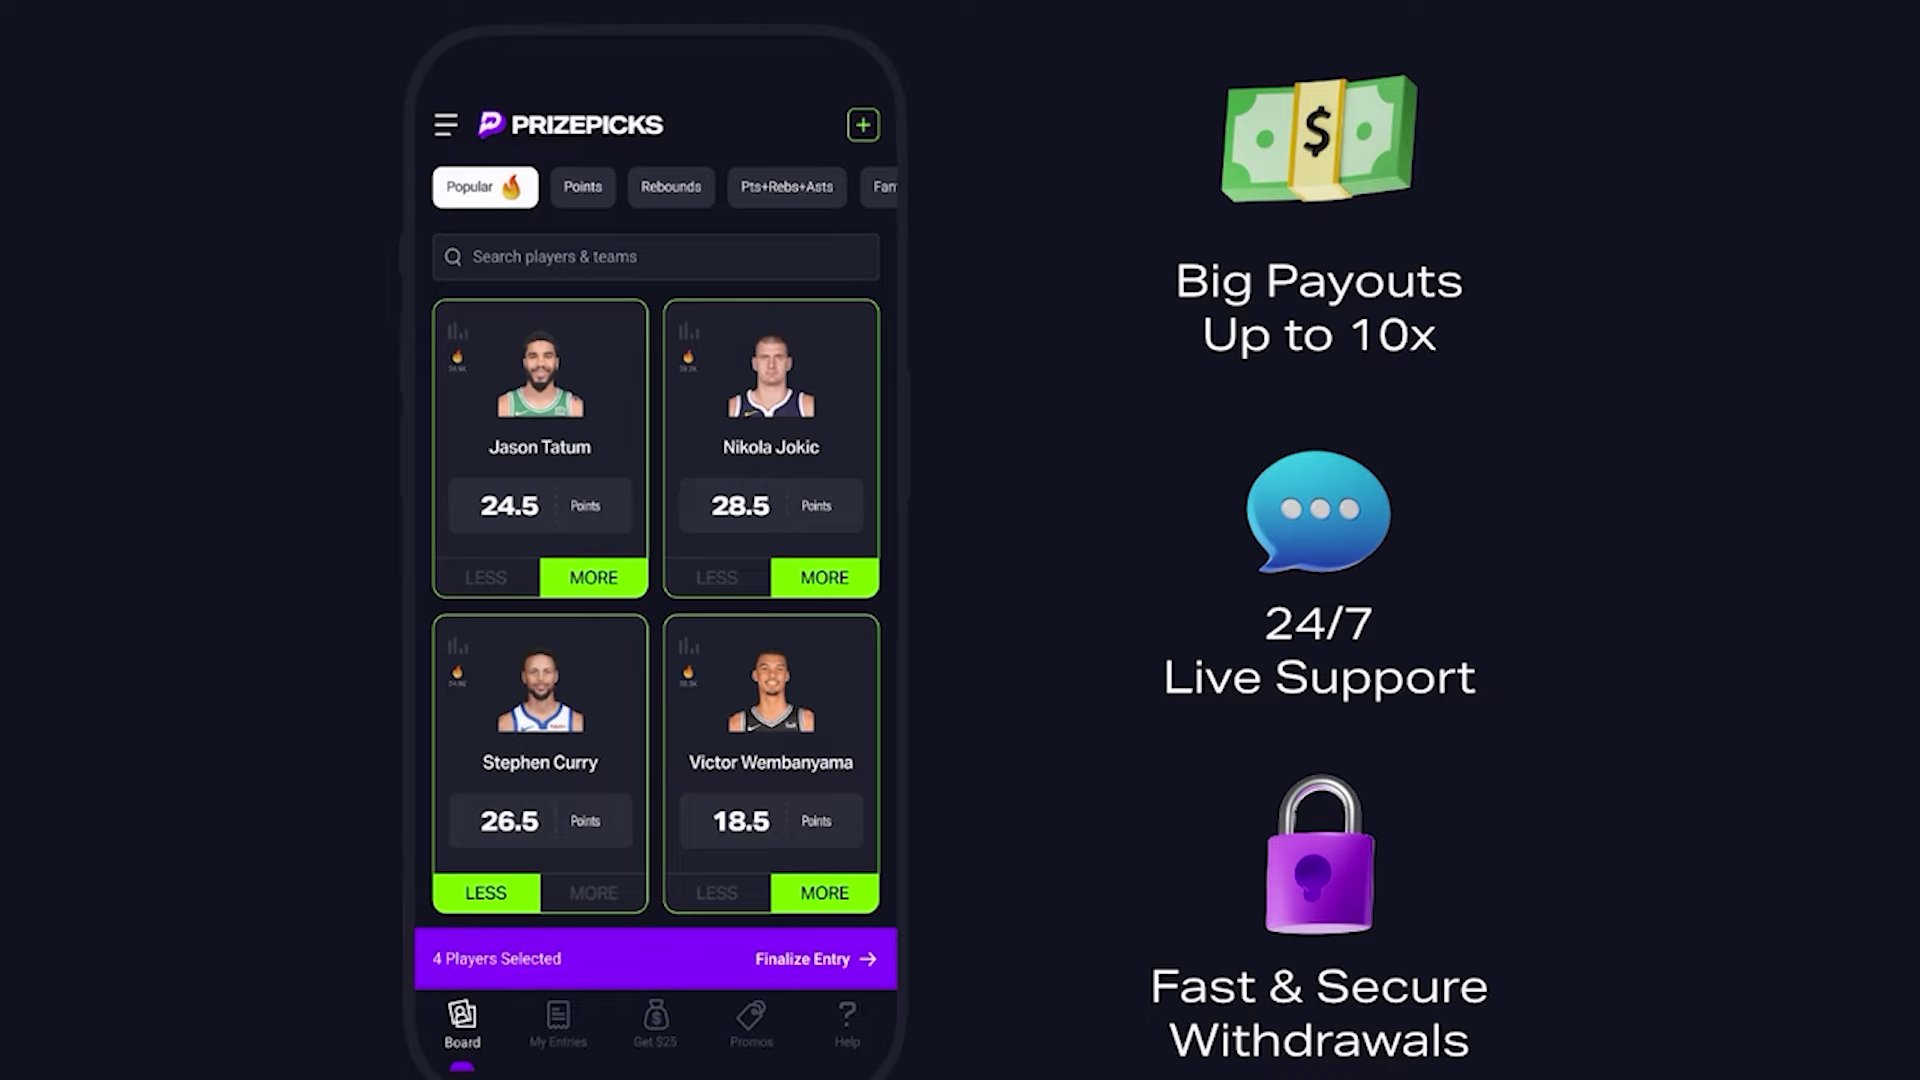 PRIZEPICKS
Popular
Points
Rebounds
Pts+Rebs+Asts
Fan
Search players & teams
Jason Tatum
24.5 Points
LESS MORE
Nikola Jokic
28.5 Points
LESS MORE
Stephen Curry
26.5 Points
LESS MORE
Victor Wembanyama
18.5 Points
LESS MORE
4 Players Selected
Finalize Entry
Board
My Entries
Get $25
Promos
Help
Big Payouts
Up to 10x
24/7
Live Support
Fast & Secure
Withdrawals